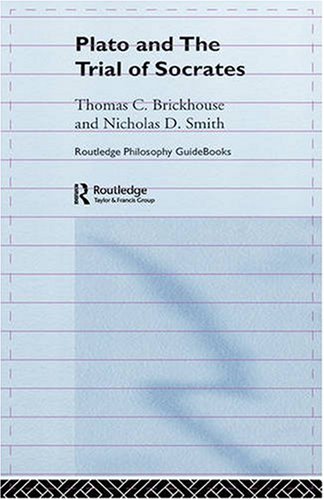 Plato and The
Trial of Socrates
Thomas C. Brickhouse
and Nicholas D. Smith
Routledge Philosophy GuideBooks
R
Routledge
Taylor & Francis Group